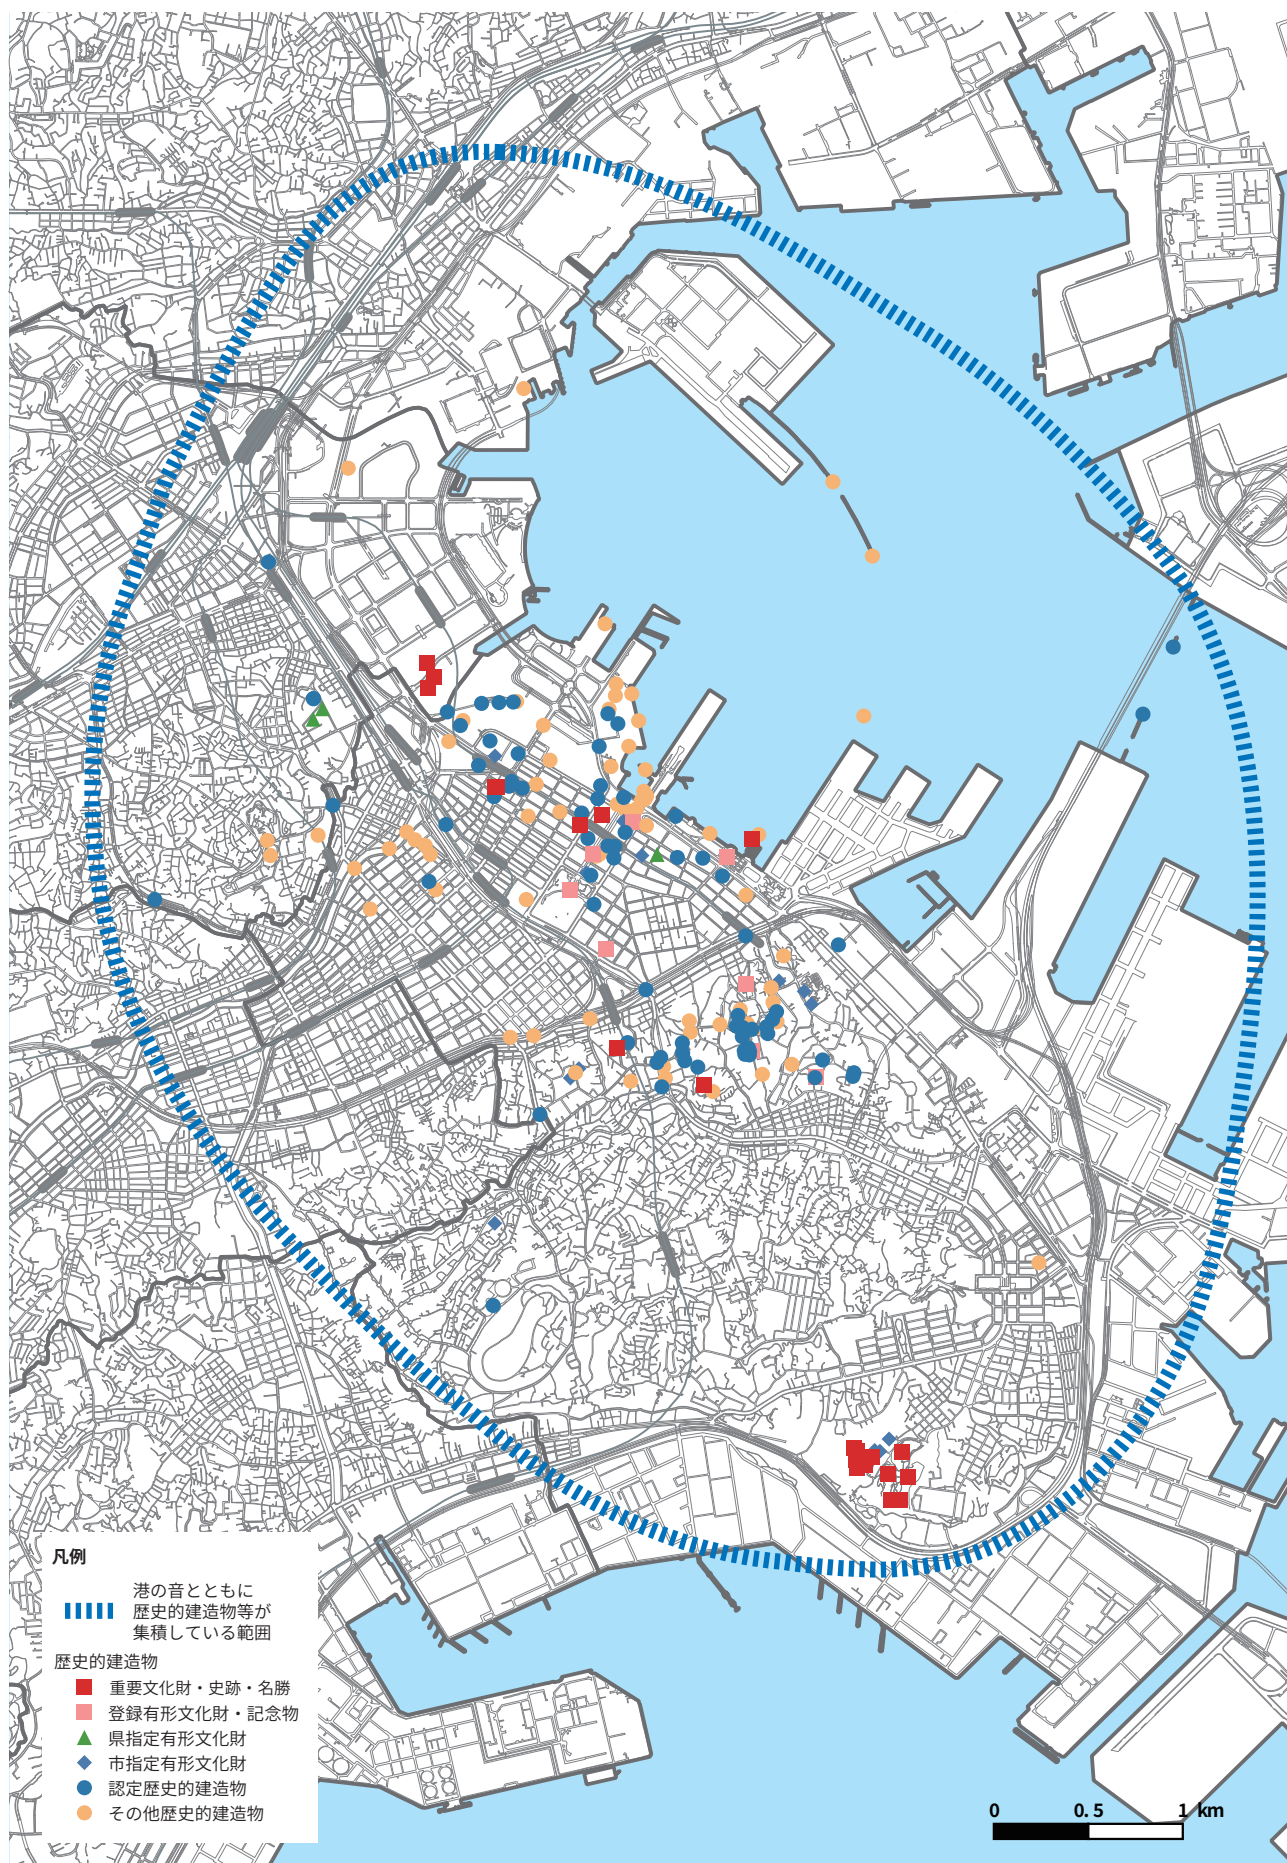 凡例
港の音とともに
歴史的建造物等が
集積している範囲
歴史的建造物
重要文化財・史跡・名勝
登録有形文化財・記念物
県指定有形文化財
市指定有形文化財
認定歴史的建造物
その他歴史的建造物
0 0.5 1 km